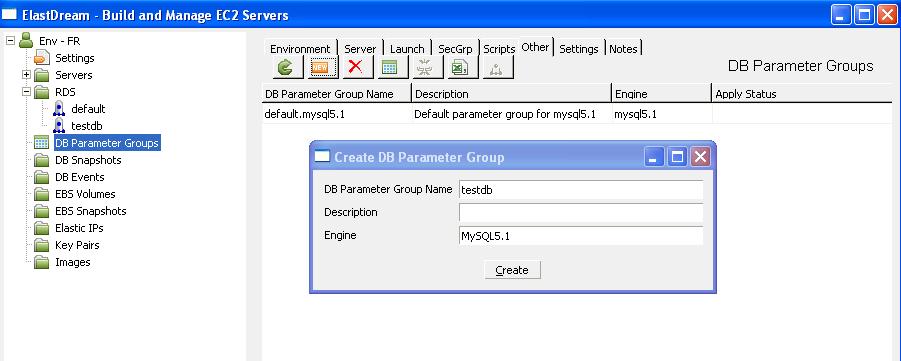 ElastDream - Build and Manage EC2 Servers
Env - FR
Settings
Servers
RDS
default
testdb
DB Parameter Groups
DB Snapshots
DB Events
EBS Volumes
EBS Snapshots
Elastic IPs
Key Pairs
Images
Environment Server Launch SecGrp Scripts Other Settings Notes
NEW
DB Parameter Groups
DB Parameter Group Name Description Engine Apply Status
default.mysql5.1 Default parameter group for mysql5.1 mysql5.1
Create DB Parameter Group
DB Parameter Group Name testdb
Description
Engine MySQL5.1
Create